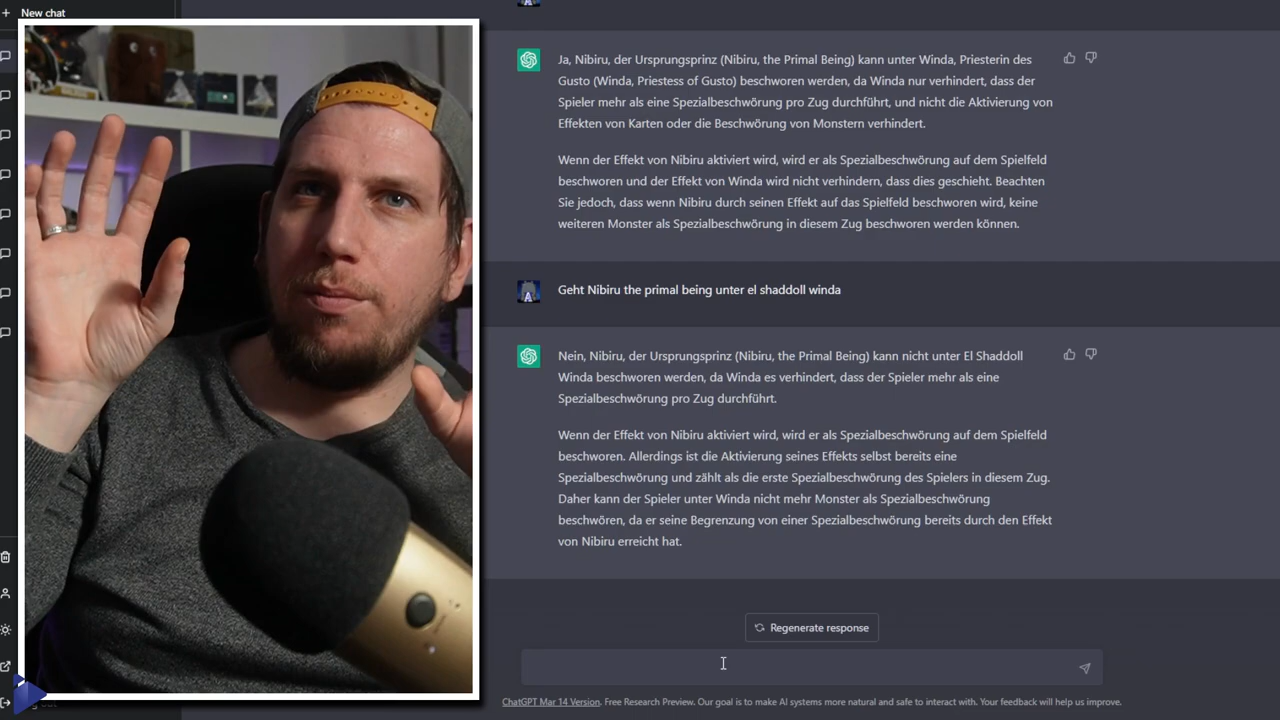 New chat
Ja, Nibiru, der Ursprungsprinz (Nibiru, the Primal Being) kann unter Winda, Priesterin des
Gusto (Winda, Priestess of Gusto) beschworen werden, da Winda nur verhindert, dass der
Spieler mehr als eine Spezialbeschwörung pro Zug durchführt, und nicht die Aktivierung von
Effekten von Karten oder die Beschwörung von Monstern verhindert.
Wenn der Effekt von Nibiru aktiviert wird, wird er als Spezialbeschwörung auf dem Spielfeld
beschworen und der Effekt von Winda wird nicht verhindern, dass dies geschieht. Beachten
Sie jedoch, dass wenn Nibiru durch seinen Effekt auf das Spielfeld beschworen wird, keine
weiteren Monster als Spezialbeschwörung in diesem Zug beschworen werden können.
Geht Nibiru the primal being unter el shaddoll winda
Nein, Nibiru, der Ursprungsprinz (Nibiru, the Primal Being) kann nicht unter El Shaddoll
Winda beschworen werden, da Winda es verhindert, dass der Spieler mehr als eine
Spezialbeschwörung pro Zug durchführt.
Wenn der Effekt von Nibiru aktiviert wird, wird er als Spezialbeschwörung auf dem Spielfeld
beschworen. Allerdings ist die Aktivierung seines Effekts selbst bereits eine
Spezialbeschwörung und zählt als die erste Spezialbeschwörung des Spielers in diesem Zug.
Daher kann der Spieler unter Winda nicht mehr Monster als Spezialbeschwörung
beschwören, da er seine Begrenzung von einer Spezialbeschwörung bereits durch den Effekt
von Nibiru erreicht hat.
Regenerate response
ChatGPT Mar 14 Version. Free Research Preview. Our goal is to make AI systems more natural and safe to interact with. Your feedback will help us improve.